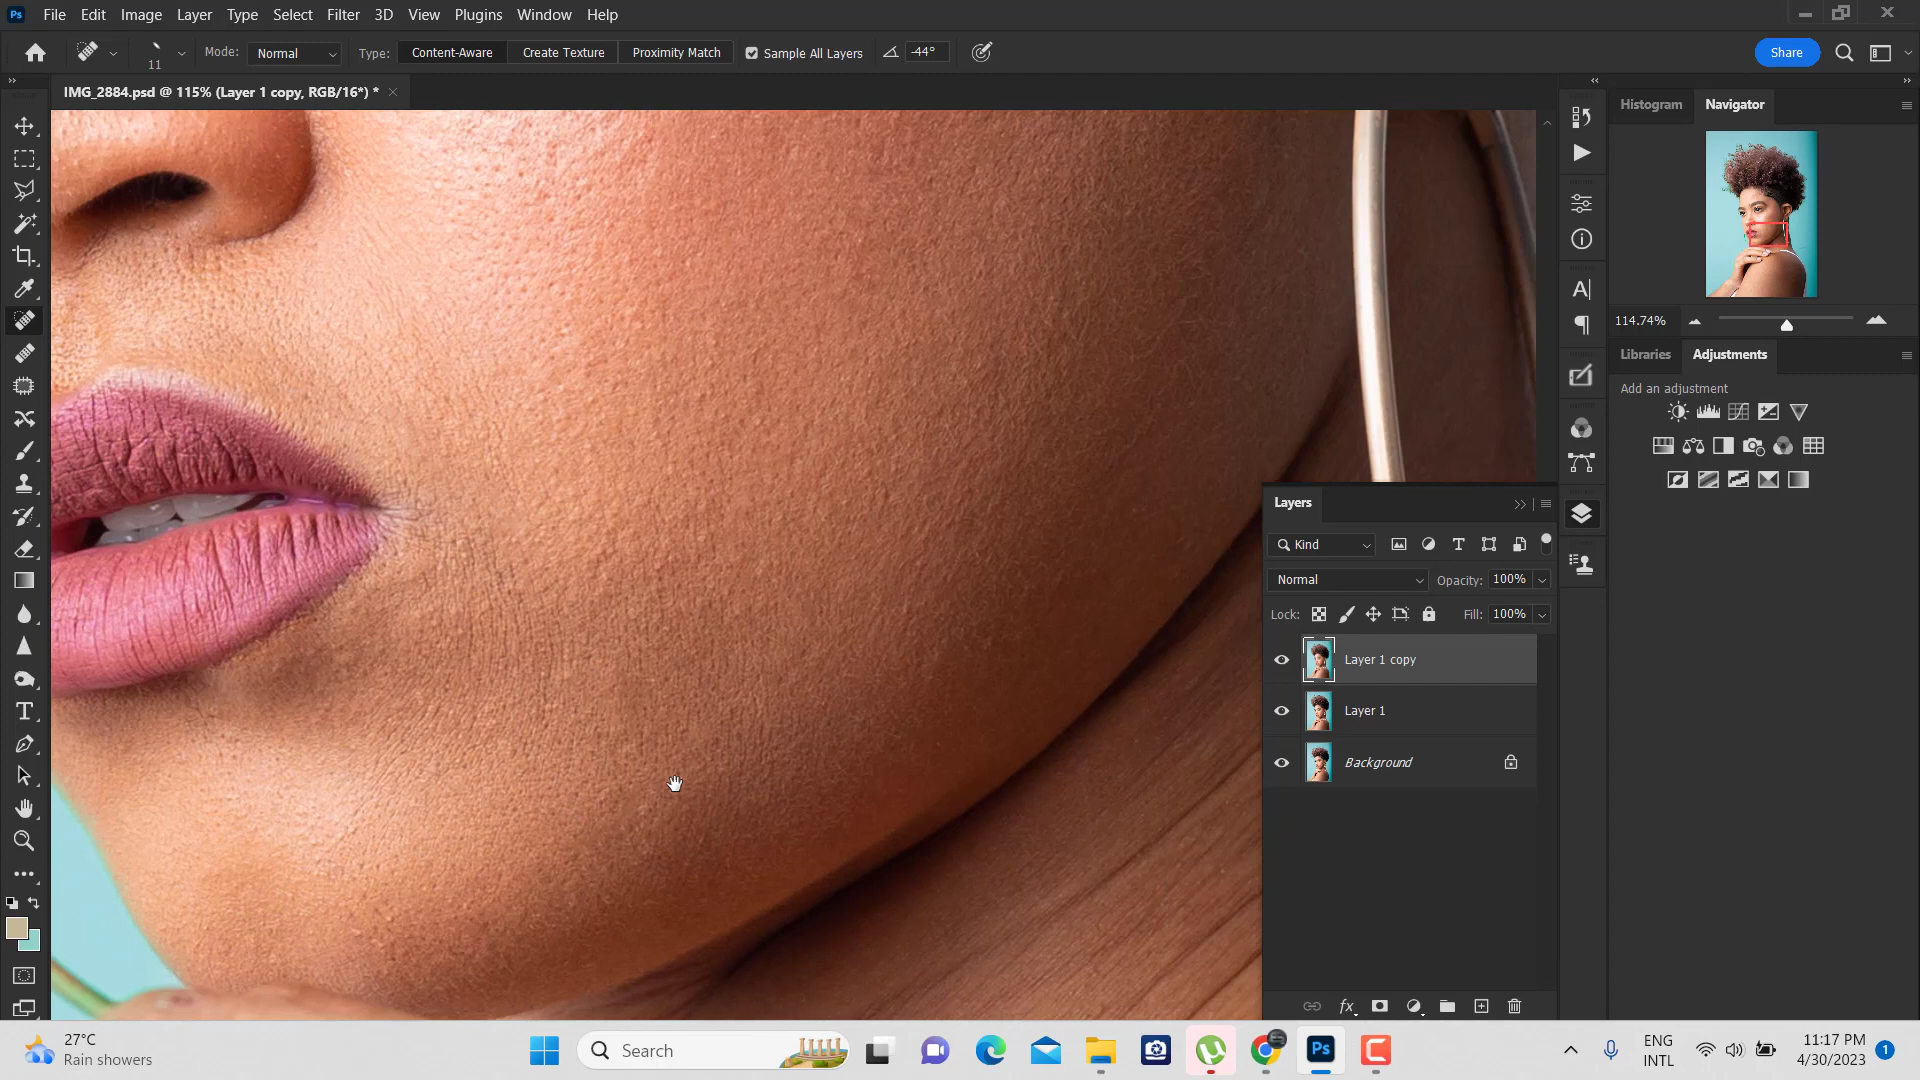 Ps File Edit Image Layer Type Select Filter 3D View Plugins Window Help
11 Mode: Normal Type: Content-Aware Create Texture Proximity Match Sample All Layers -44° Share
IMG_2884.psd @ 115% (Layer 1 copy, RGB/16*) *
Histogram Navigator
114.74%
Libraries Adjustments
Add an adjustment
Layers
Kind
Normal Opacity: 100%
Lock: Fill: 100%
Layer 1 copy
Layer 1
Background
fx
27°C
Rain showers
Search
Ps
ENG
INTL
11:17 PM
4/30/2023
1